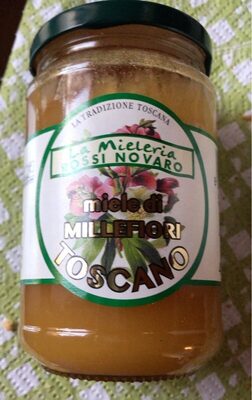 LA TRADIZIONE TOSCANA
La Mieleria
ROSSI NOVARO
miele di
MILLEFIORI
TOSCANO